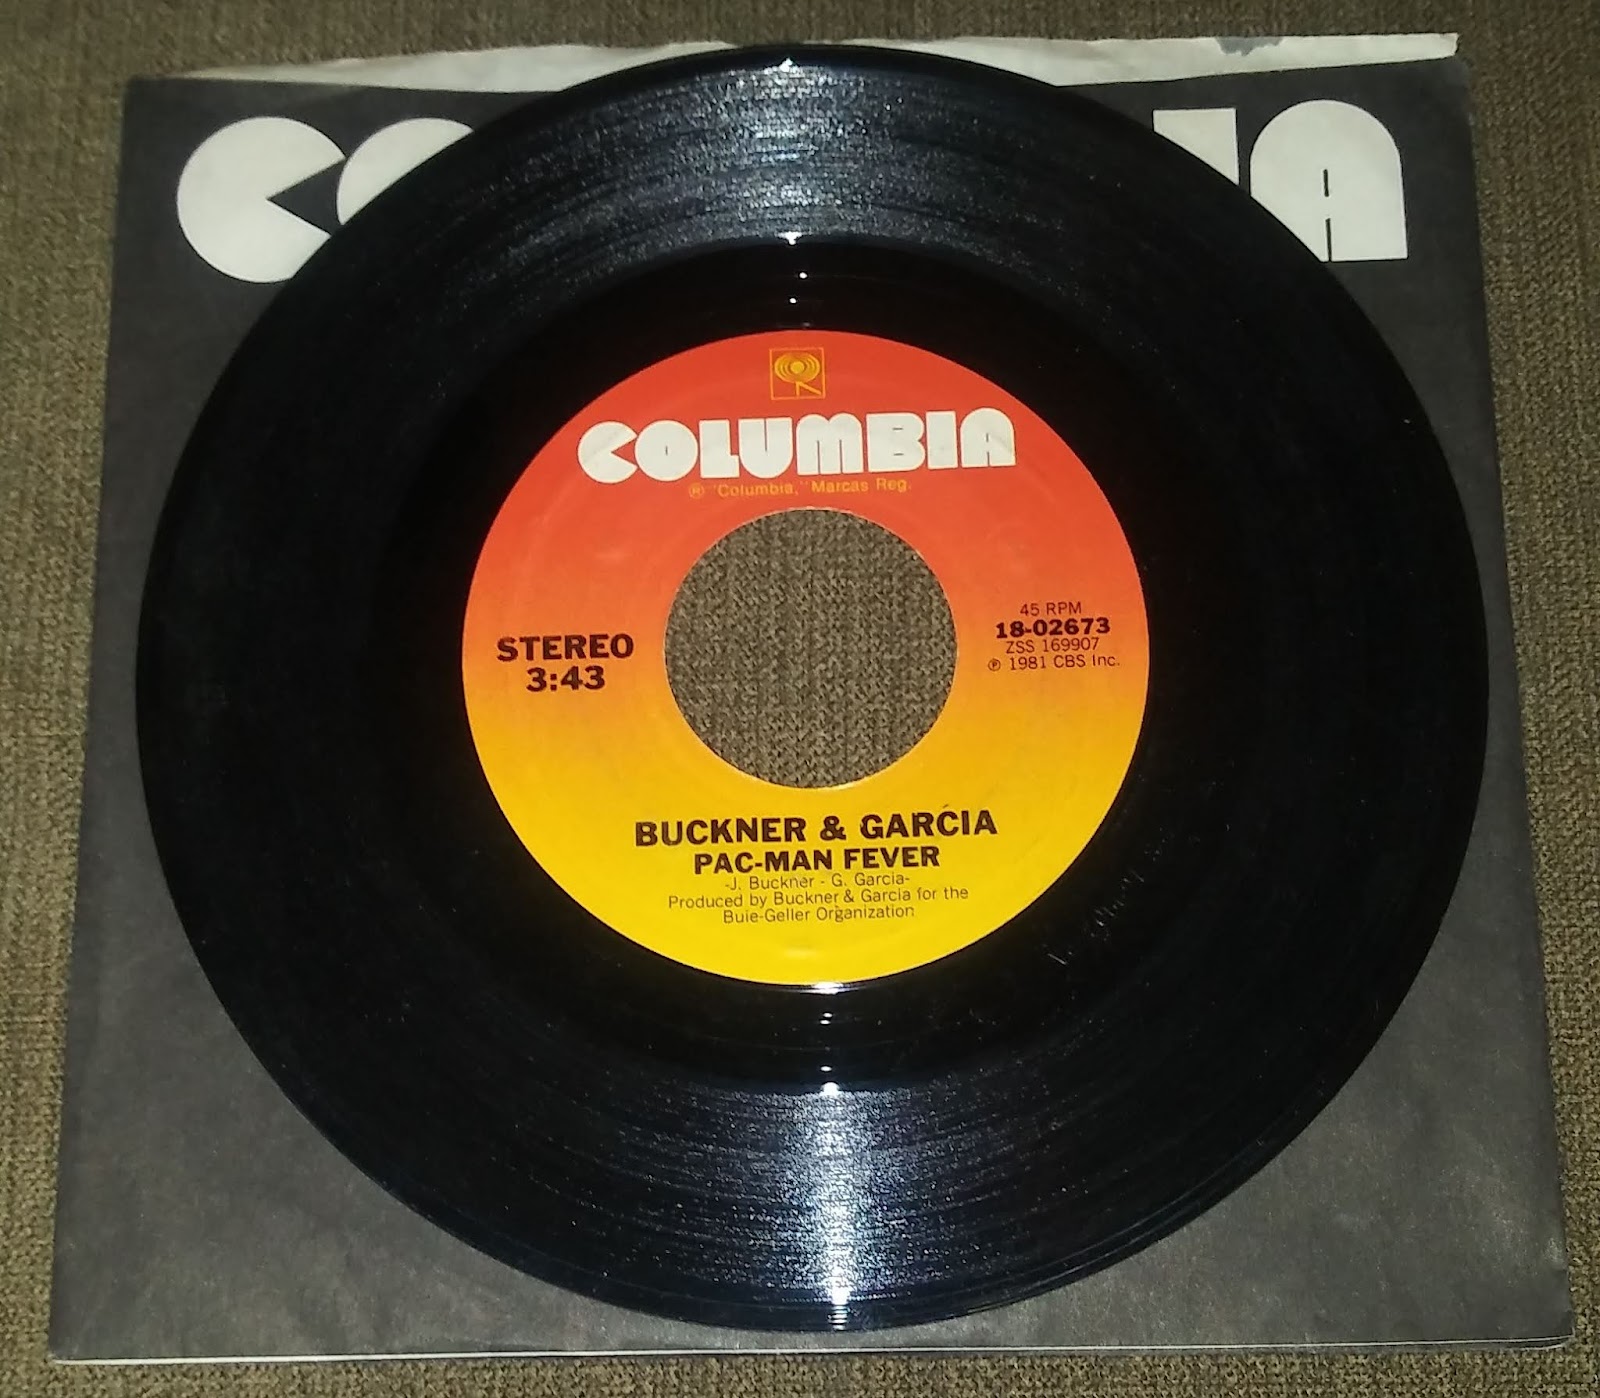 COLUMBIA
® "Columbia," Marcas Reg.
STEREO
3:43
45 RPM
18-02673
ZSS 169907
℗ 1981 CBS Inc.
BUCKNER & GARCIA
PAC-MAN FEVER
-J. Buckner - G. Garcia-
Produced by Buckner & Garcia for the
Buie-Geller Organization